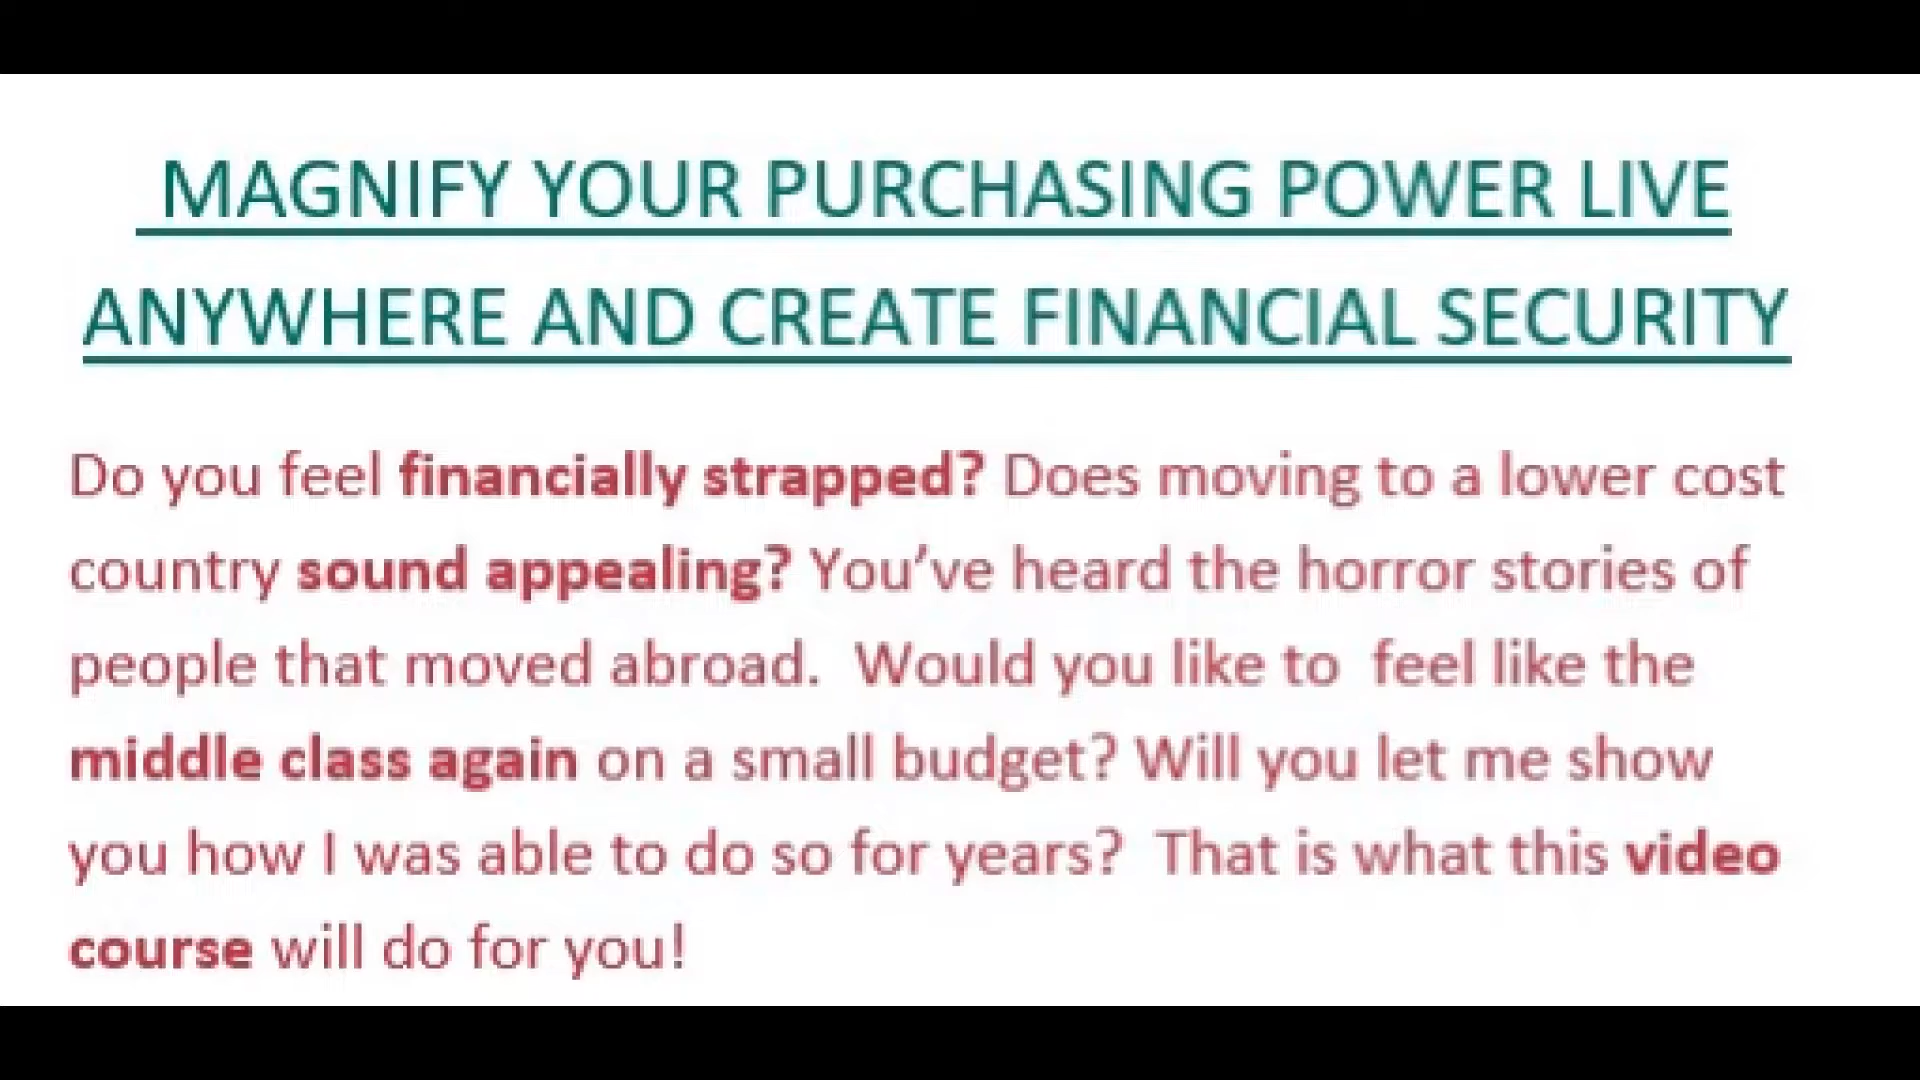 MAGNIFY YOUR PURCHASING POWER LIVE
ANYWHERE AND CREATE FINANCIAL SECURITY
Do you feel financially strapped? Does moving to a lower cost
country sound appealing? You’ve heard the horror stories of
people that moved abroad.  Would you like to  feel like the
middle class again on a small budget? Will you let me show
you how I was able to do so for years?  That is what this video
course will do for you!